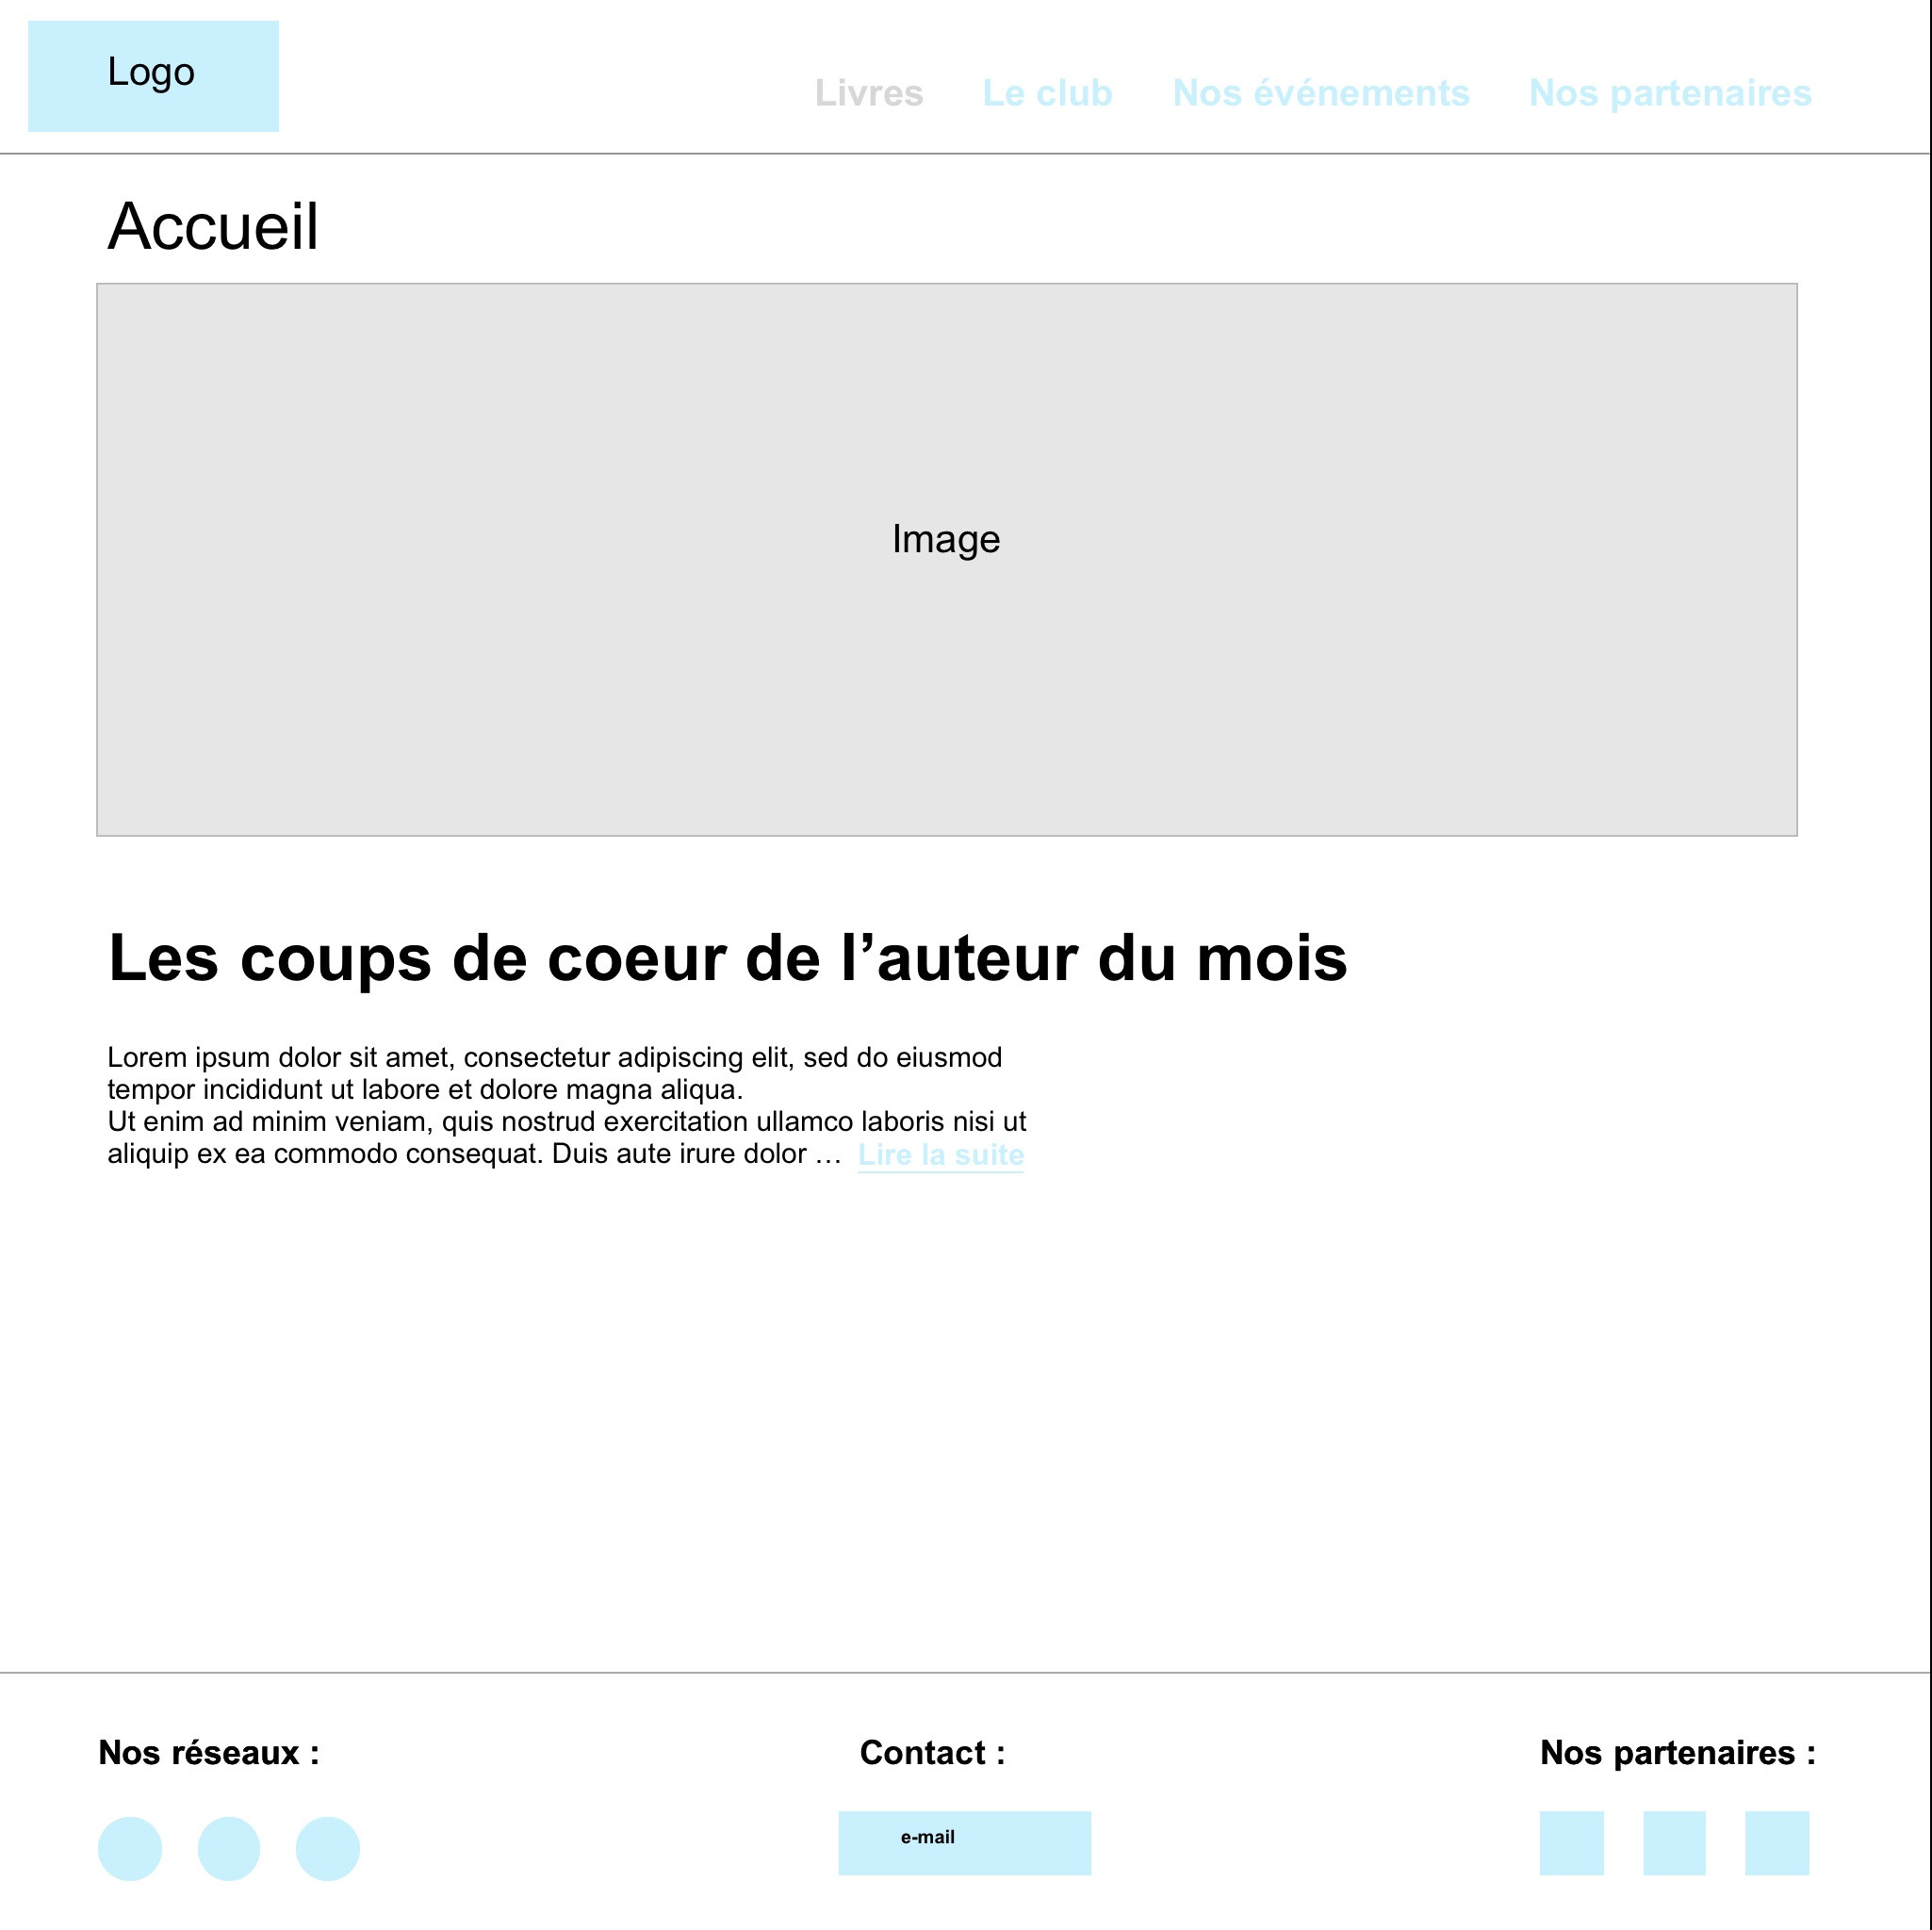 Logo
Livres Le club Nos événements Nos partenaires
Accueil
Image
Les coups de coeur de l’auteur du mois
Lorem ipsum dolor sit amet, consectetur adipiscing elit, sed do eiusmod
tempor incididunt ut labore et dolore magna aliqua.
Ut enim ad minim veniam, quis nostrud exercitation ullamco laboris nisi ut
aliquip ex ea commodo consequat. Duis aute irure dolor … Lire la suite
Nos réseaux : Contact : Nos partenaires :
e-mail